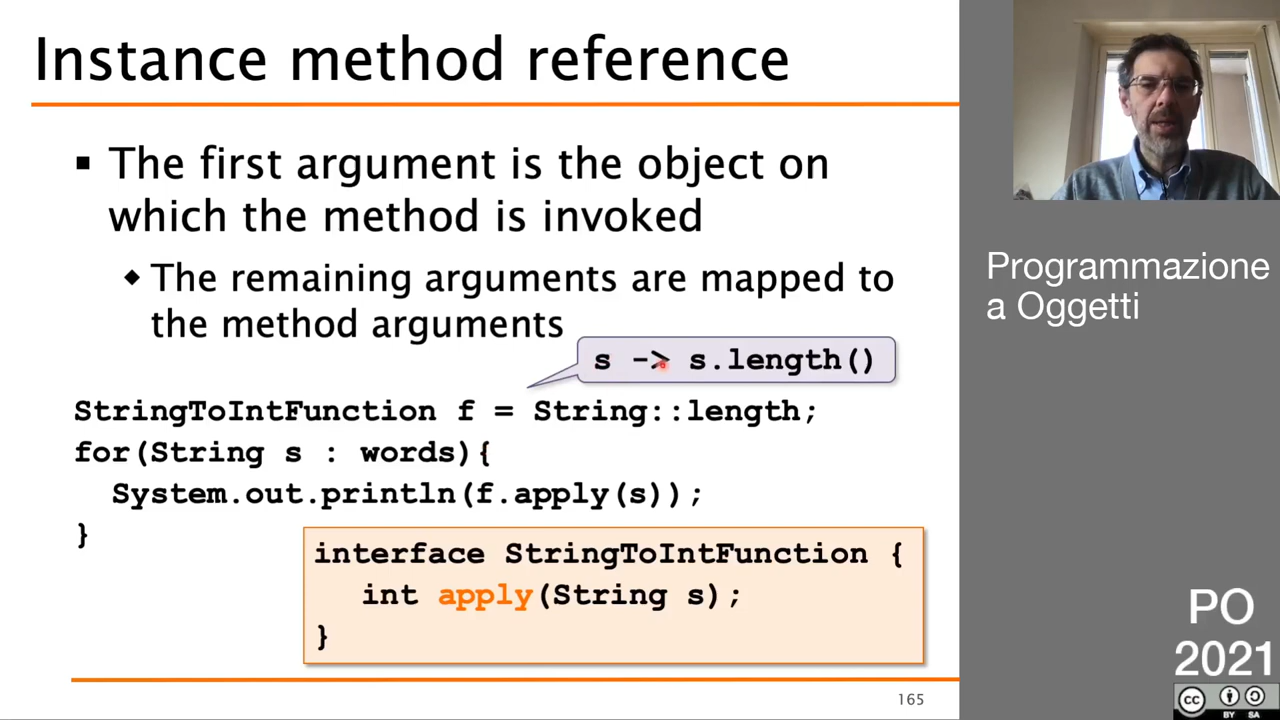 Instance method reference
▪ The first argument is the object on
which the method is invoked
◆ The remaining arguments are mapped to
the method arguments
s -> s.length()
StringToIntFunction f = String::length;
for(String s : words){
System.out.println(f.apply(s));
}
interface StringToIntFunction {
int apply(String s);
}
165
Programmazione
a Oggetti
PO
2021
CC
BY SA